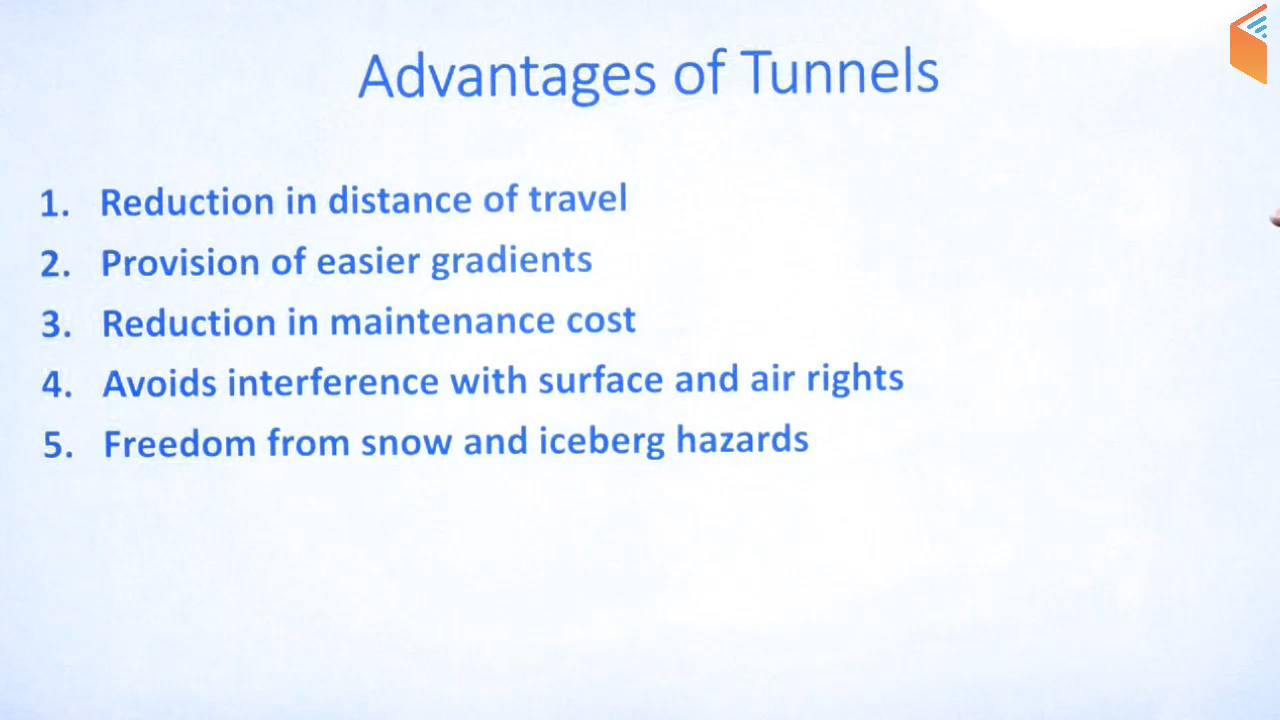 Advantages of Tunnels
1. Reduction in distance of travel
2. Provision of easier gradients
3. Reduction in maintenance cost
4. Avoids interference with surface and air rights
5. Freedom from snow and iceberg hazards